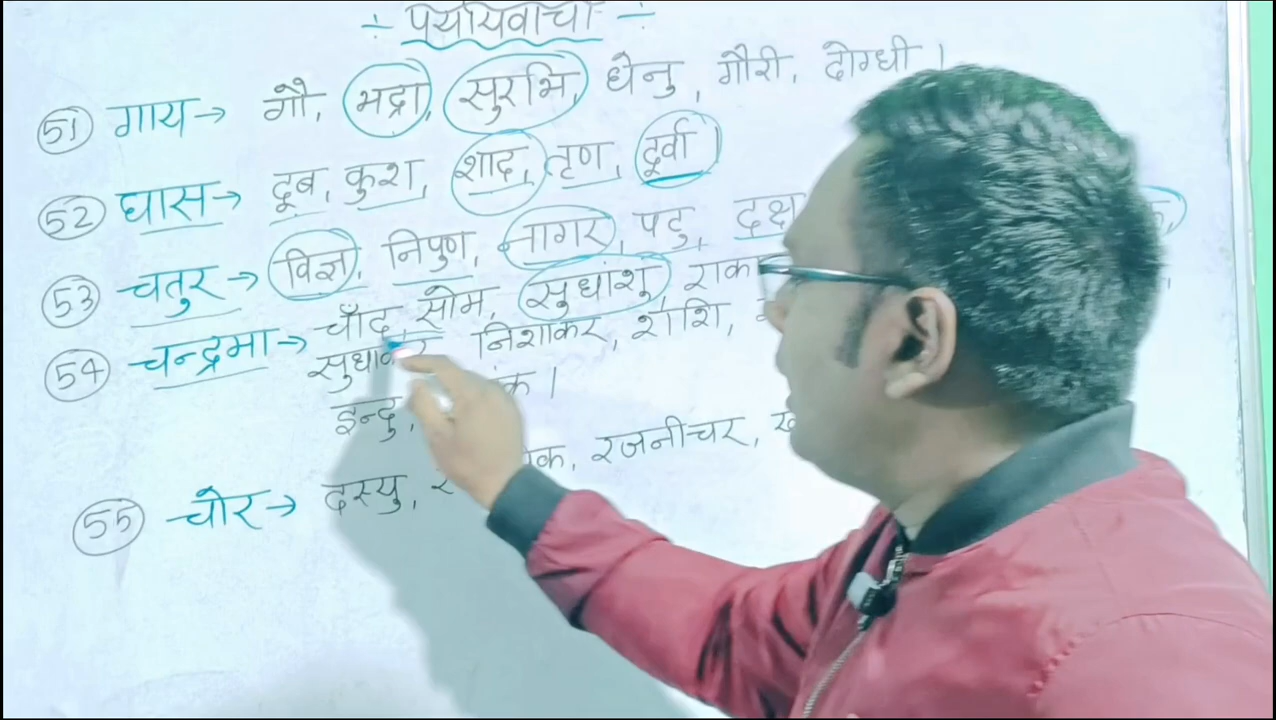 ÷ पर्यायवाची ÷
51 गाय → गौ, भद्रा, सुरभि, धेनु, गौरी, दोग्धी ।
52 घास → दूब, कुश, शाद, तृण, दूर्वा ।
53 चतुर → विज्ञ, निपुण, नागर, पटु, दक्ष
54 चन्द्रमा → चाँद, सोम, सुधांशु, राका
सुधाकर निशाकर, शशि,
इन्दु,
55 चोर → दस्यु, रजनीचर,